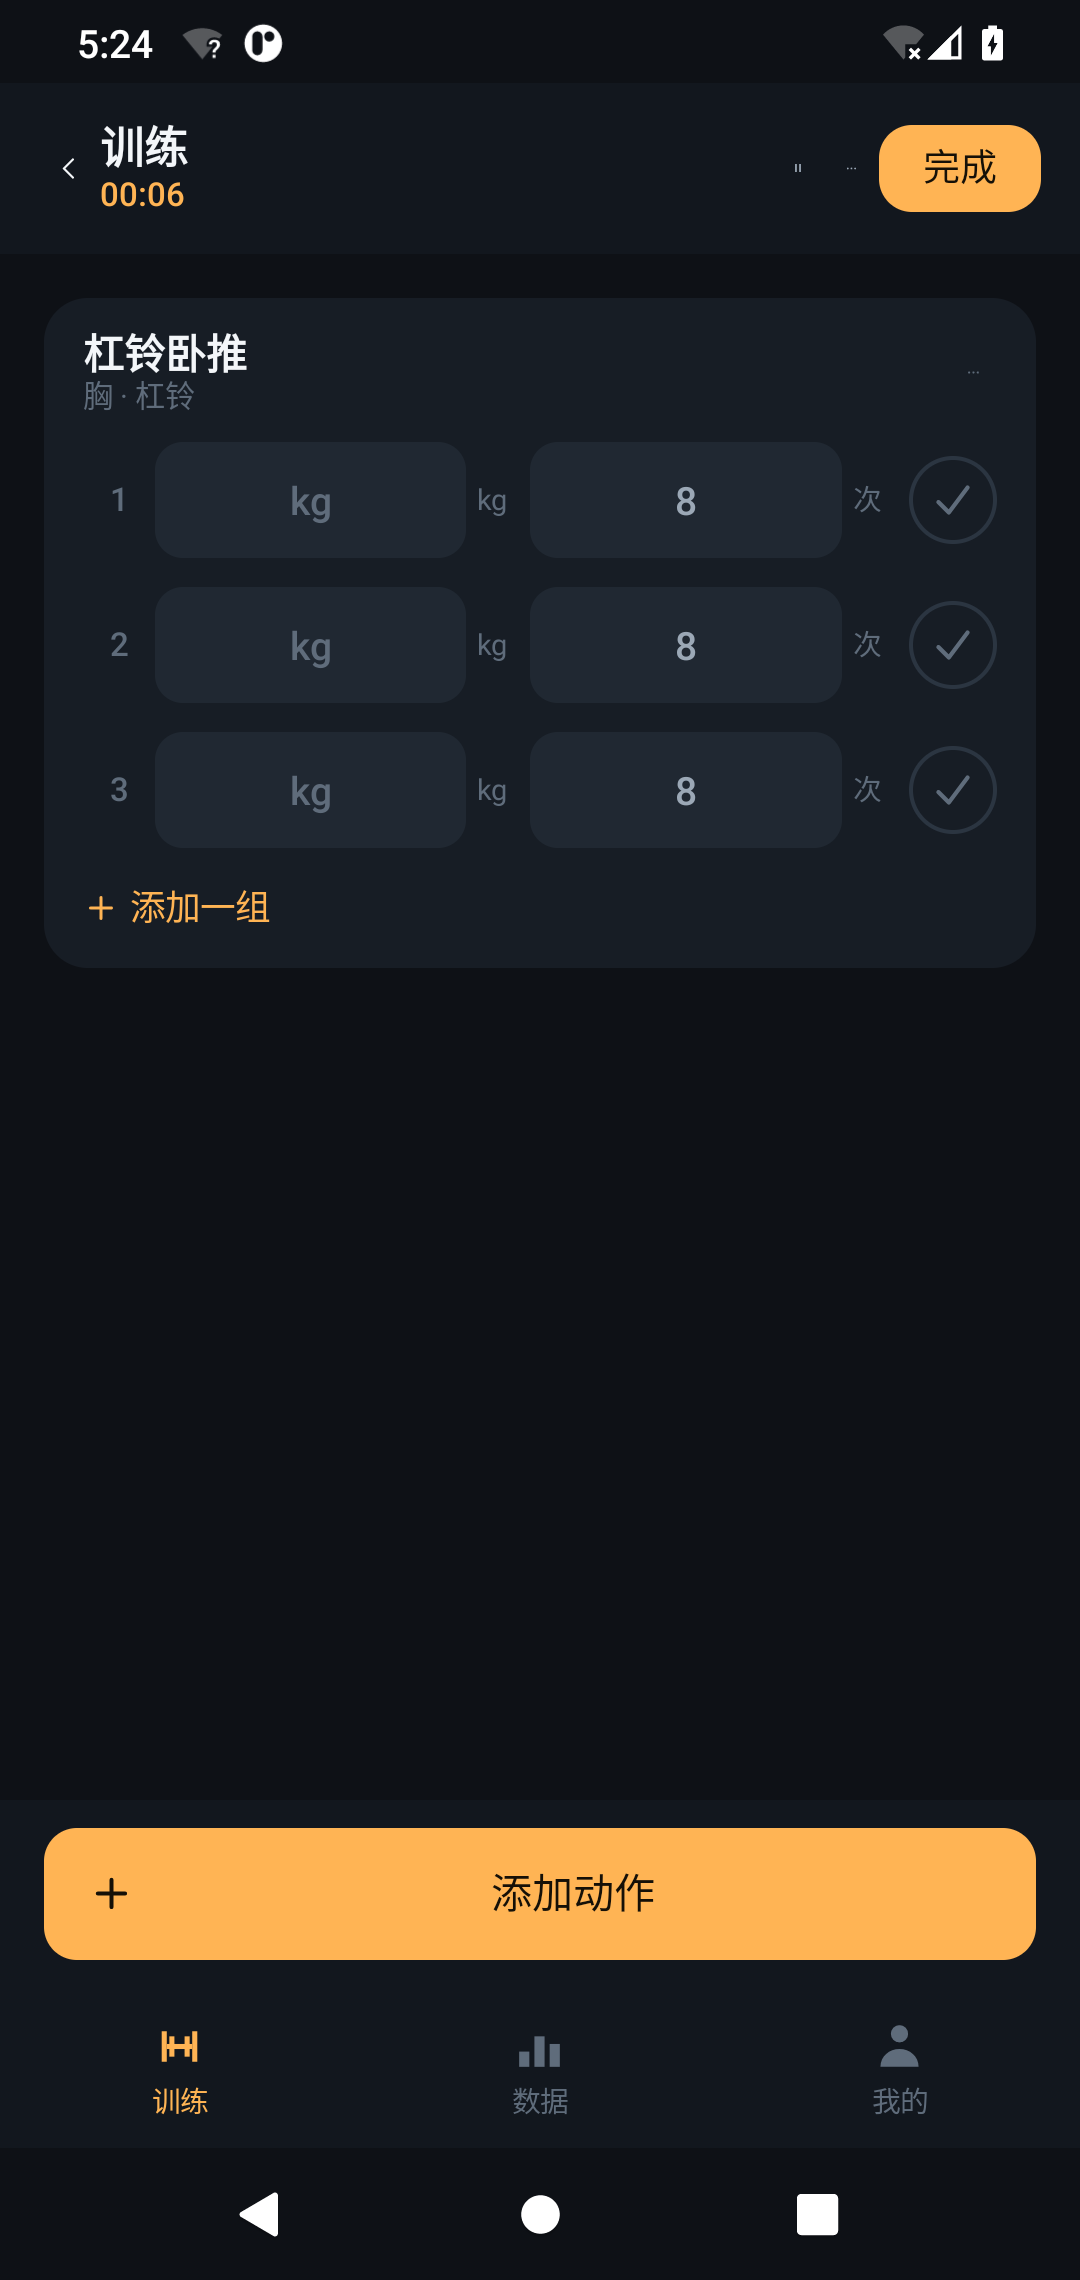 5:24
训练
00:06
完成
杠铃卧推
胸 · 杠铃
1 kg kg 8 次
2 kg kg 8 次
3 kg kg 8 次
+ 添加一组
+ 添加动作
训练 数据 我的